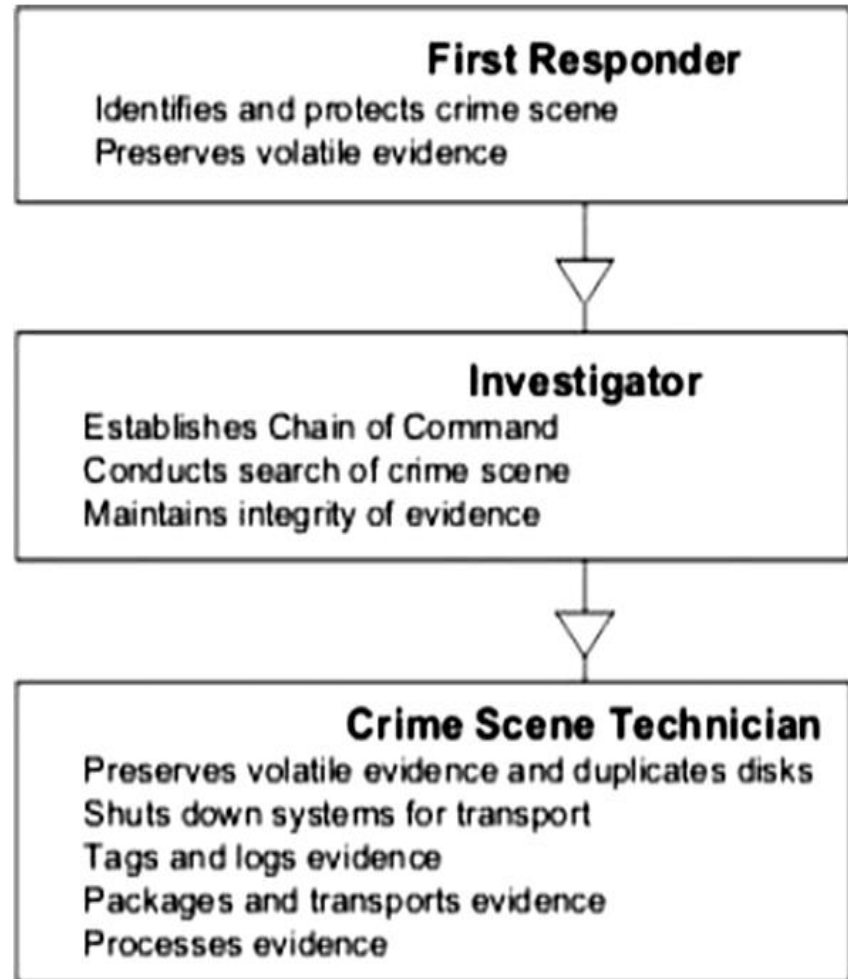 First Responder
Identifies and protects crime scene
Preserves volatile evidence
Investigator
Establishes Chain of Command
Conducts search of crime scene
Maintains integrity of evidence
Crime Scene Technician
Preserves volatile evidence and duplicates disks
Shuts down systems for transport
Tags and logs evidence
Packages and transports evidence
Processes evidence